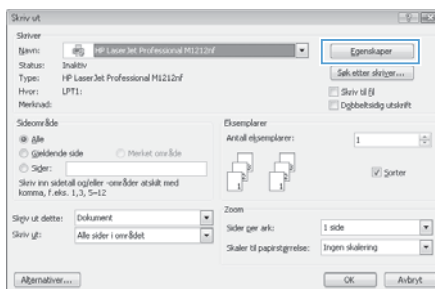 Skriv ut
Skriver
Navn: HP LaserJet Professional M1212nf
Egenskaper
Status: Inaktiv
Type: HP LaserJet Professional M1212nf
Søk etter skriver...
Hvor: LPT1:
Skriv til fil
Merknad:
Dobbeltsidig utskrift
Sideområde
Alle
Gjeldende side
Merket område
Sider:
Skriv inn sidetall og/eller -områder atskilt med
komma, f.eks. 1,3, 5–12
Eksemplarer
Antall eksemplarer: 1
Sorter
Skriv ut dette: Dokument
Skriv ut: Alle sider i området
Zoom
Sider per ark: 1 side
Skaler til papirstørrelse: Ingen skalering
Alternativer...
OK
Avbryt